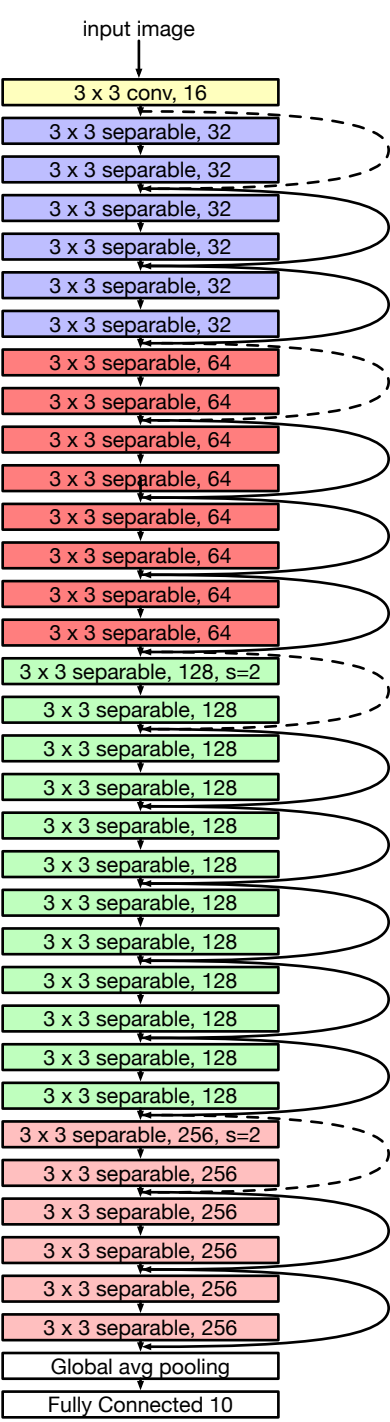 input image
3 x 3 conv, 16
3 x 3 separable, 32
3 x 3 separable, 32
3 x 3 separable, 32
3 x 3 separable, 32
3 x 3 separable, 32
3 x 3 separable, 32
3 x 3 separable, 64
3 x 3 separable, 64
3 x 3 separable, 64
3 x 3 separable, 64
3 x 3 separable, 64
3 x 3 separable, 64
3 x 3 separable, 64
3 x 3 separable, 64
3 x 3 separable, 128, s=2
3 x 3 separable, 128
3 x 3 separable, 128
3 x 3 separable, 128
3 x 3 separable, 128
3 x 3 separable, 128
3 x 3 separable, 128
3 x 3 separable, 128
3 x 3 separable, 128
3 x 3 separable, 128
3 x 3 separable, 128
3 x 3 separable, 128
3 x 3 separable, 256, s=2
3 x 3 separable, 256
3 x 3 separable, 256
3 x 3 separable, 256
3 x 3 separable, 256
3 x 3 separable, 256
Global avg pooling
Fully Connected 10